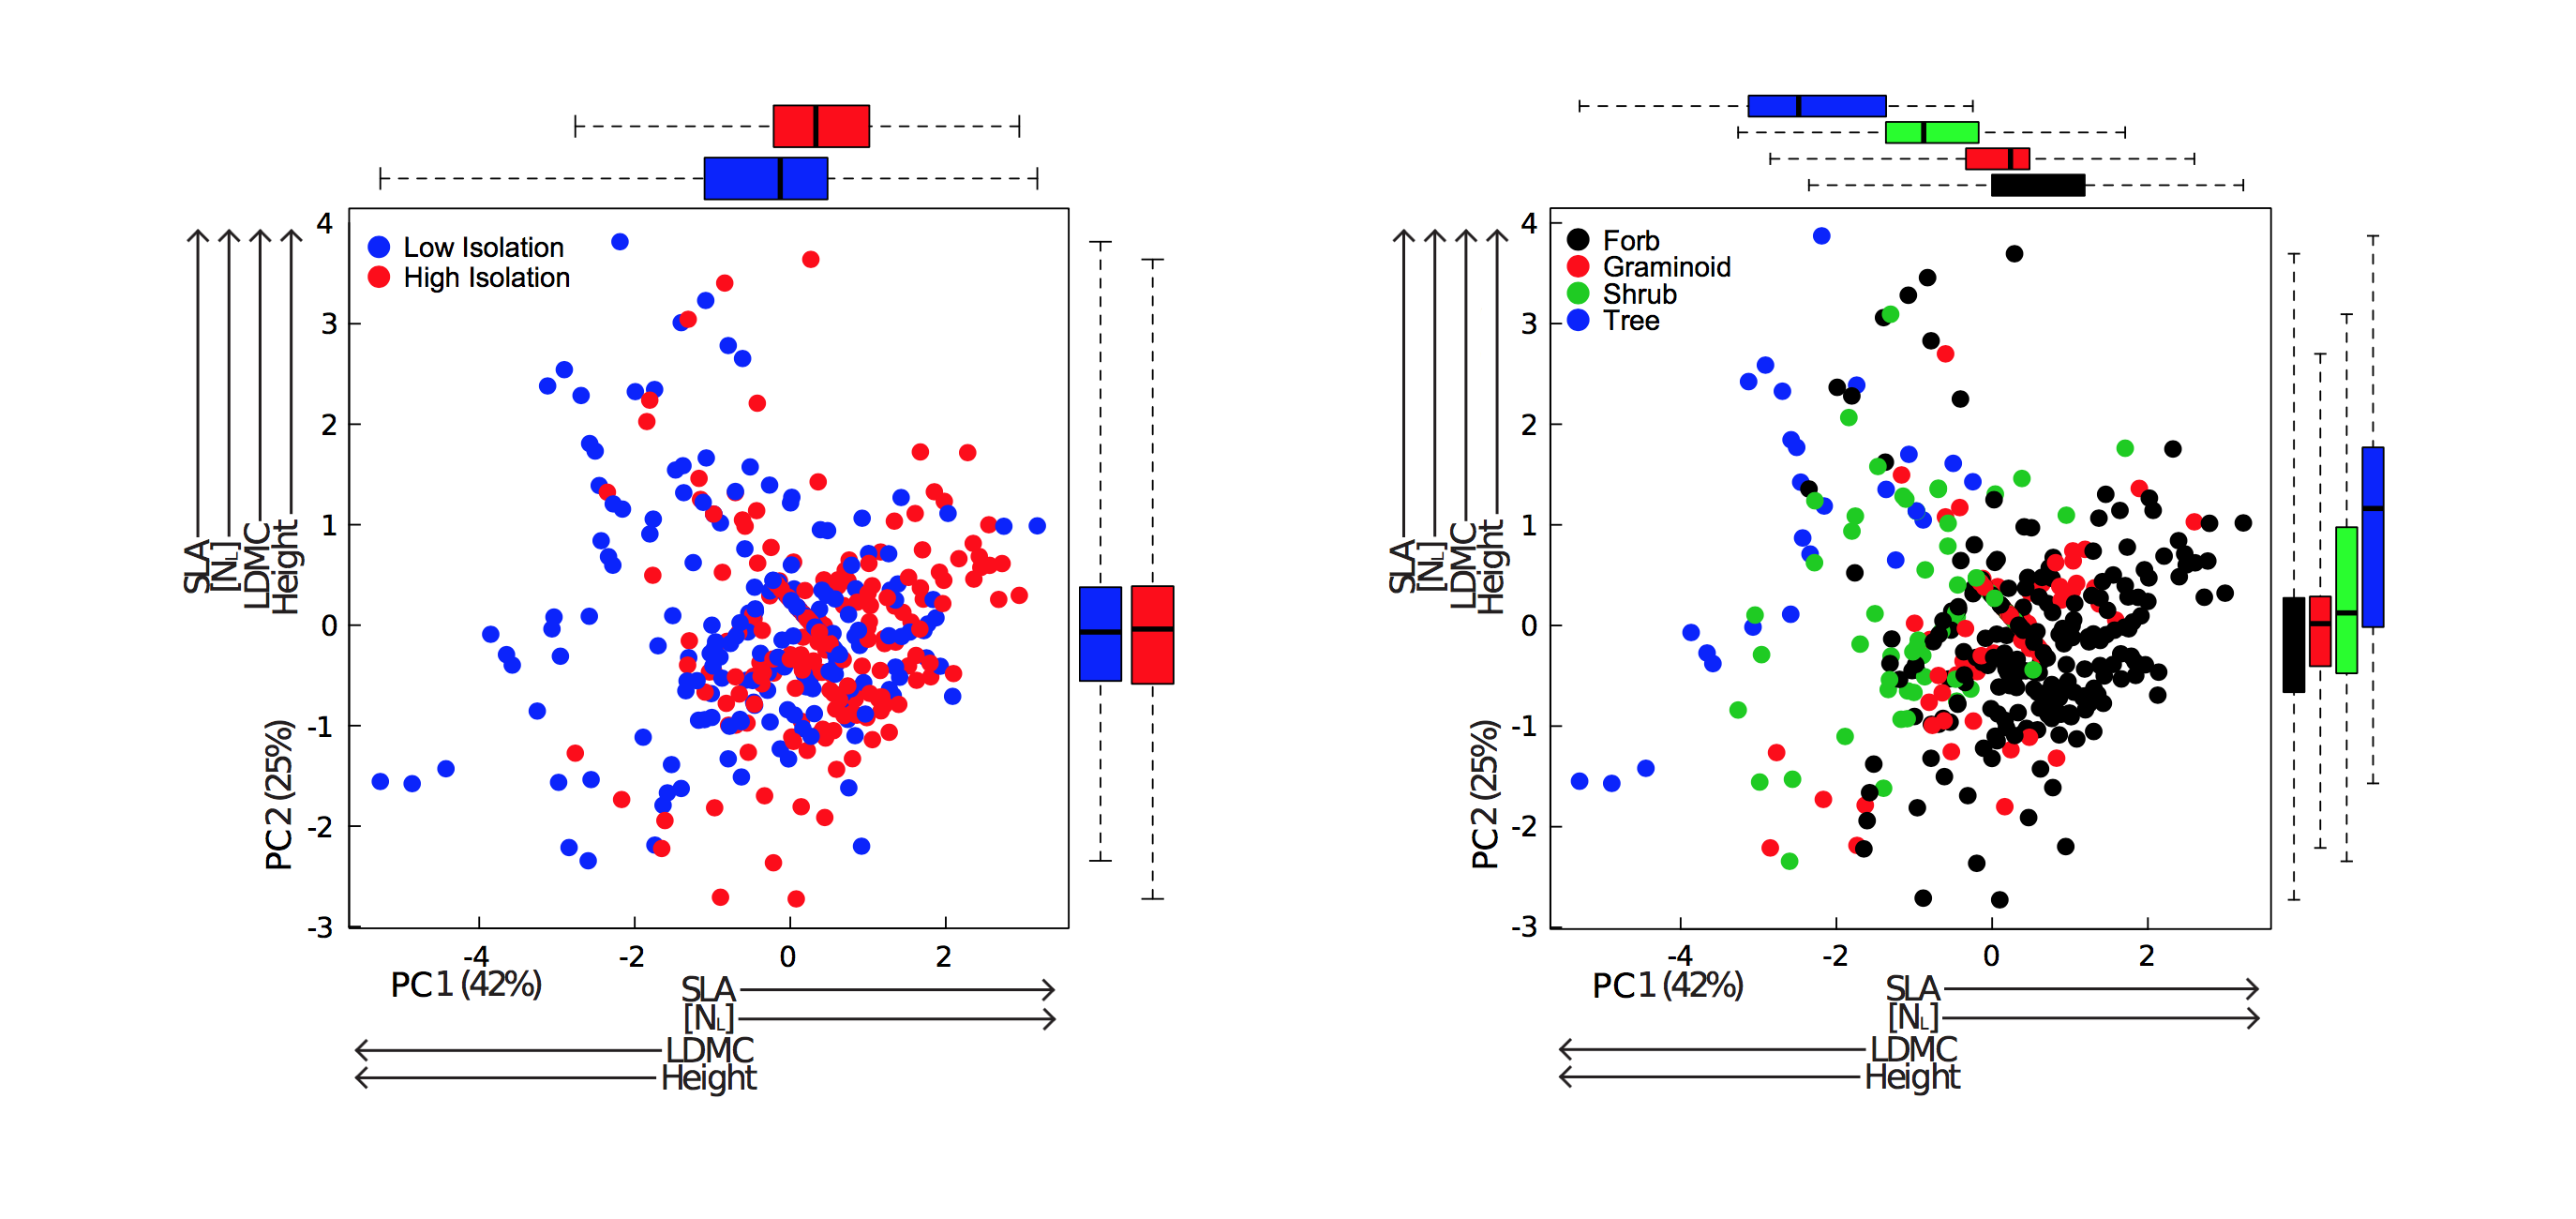 Low Isolation
High Isolation
4
3
2
1
0
-1
-2
-3
SLA
[NL]
LDMC
Height
PC2 (25%)
-4
-2
0
2
PC1 (42%)
SLA
[NL]
LDMC
Height
Forb
Graminoid
Shrub
Tree
4
3
2
1
0
-1
-2
-3
SLA
[NL]
LDMC
Height
PC2 (25%)
-4
-2
0
2
PC1 (42%)
SLA
[NL]
LDMC
Height